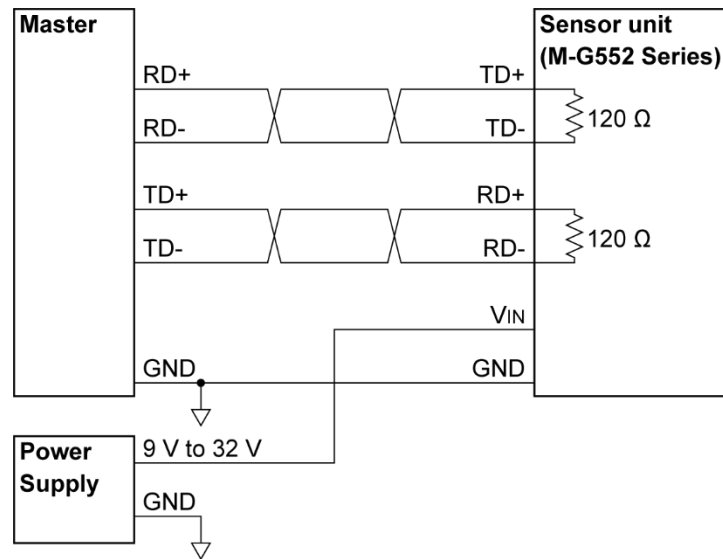 Master
Sensor unit
(M-G552 Series)
RD+
TD+
120 Ω
RD-
TD-
TD+
RD+
120 Ω
TD-
RD-
VIN
GND
GND
Power
Supply
9 V to 32 V
GND